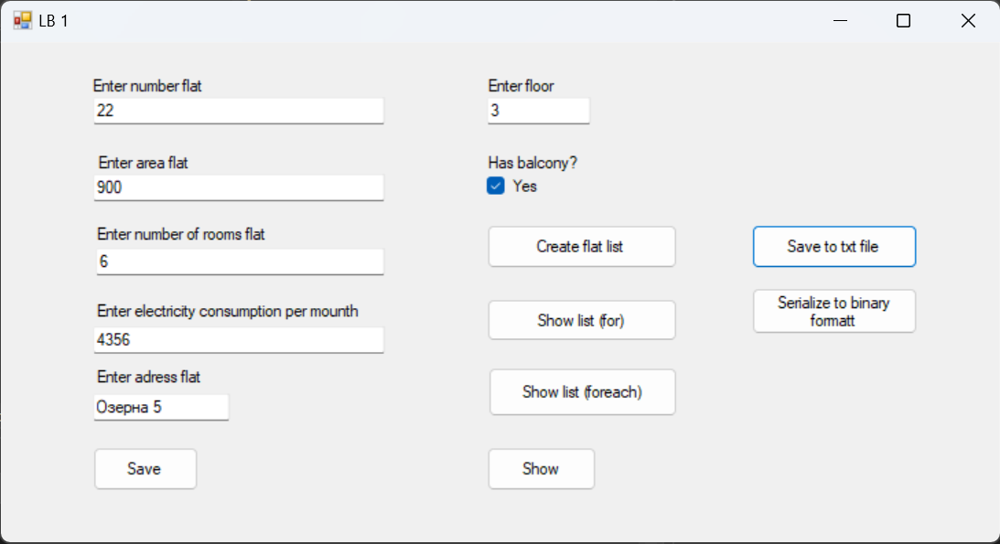 LB 1
Enter number flat
22
Enter area flat
900
Enter number of rooms flat
6
Enter electricity consumption per mounth
4356
Enter adress flat
Озерна 5
Save
Enter floor
3
Has balcony?
Yes
Create flat list
Show list (for)
Show list (foreach)
Show
Save to txt file
Serialize to binary
formatt